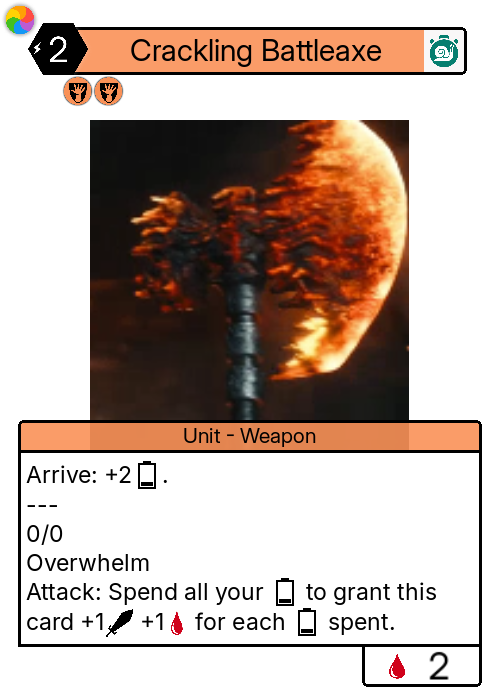 2
Crackling Battleaxe
Unit - Weapon
Arrive: +2 .
---
0/0
Overwhelm
Attack: Spend all your to grant this
card +1 +1 for each spent.
2